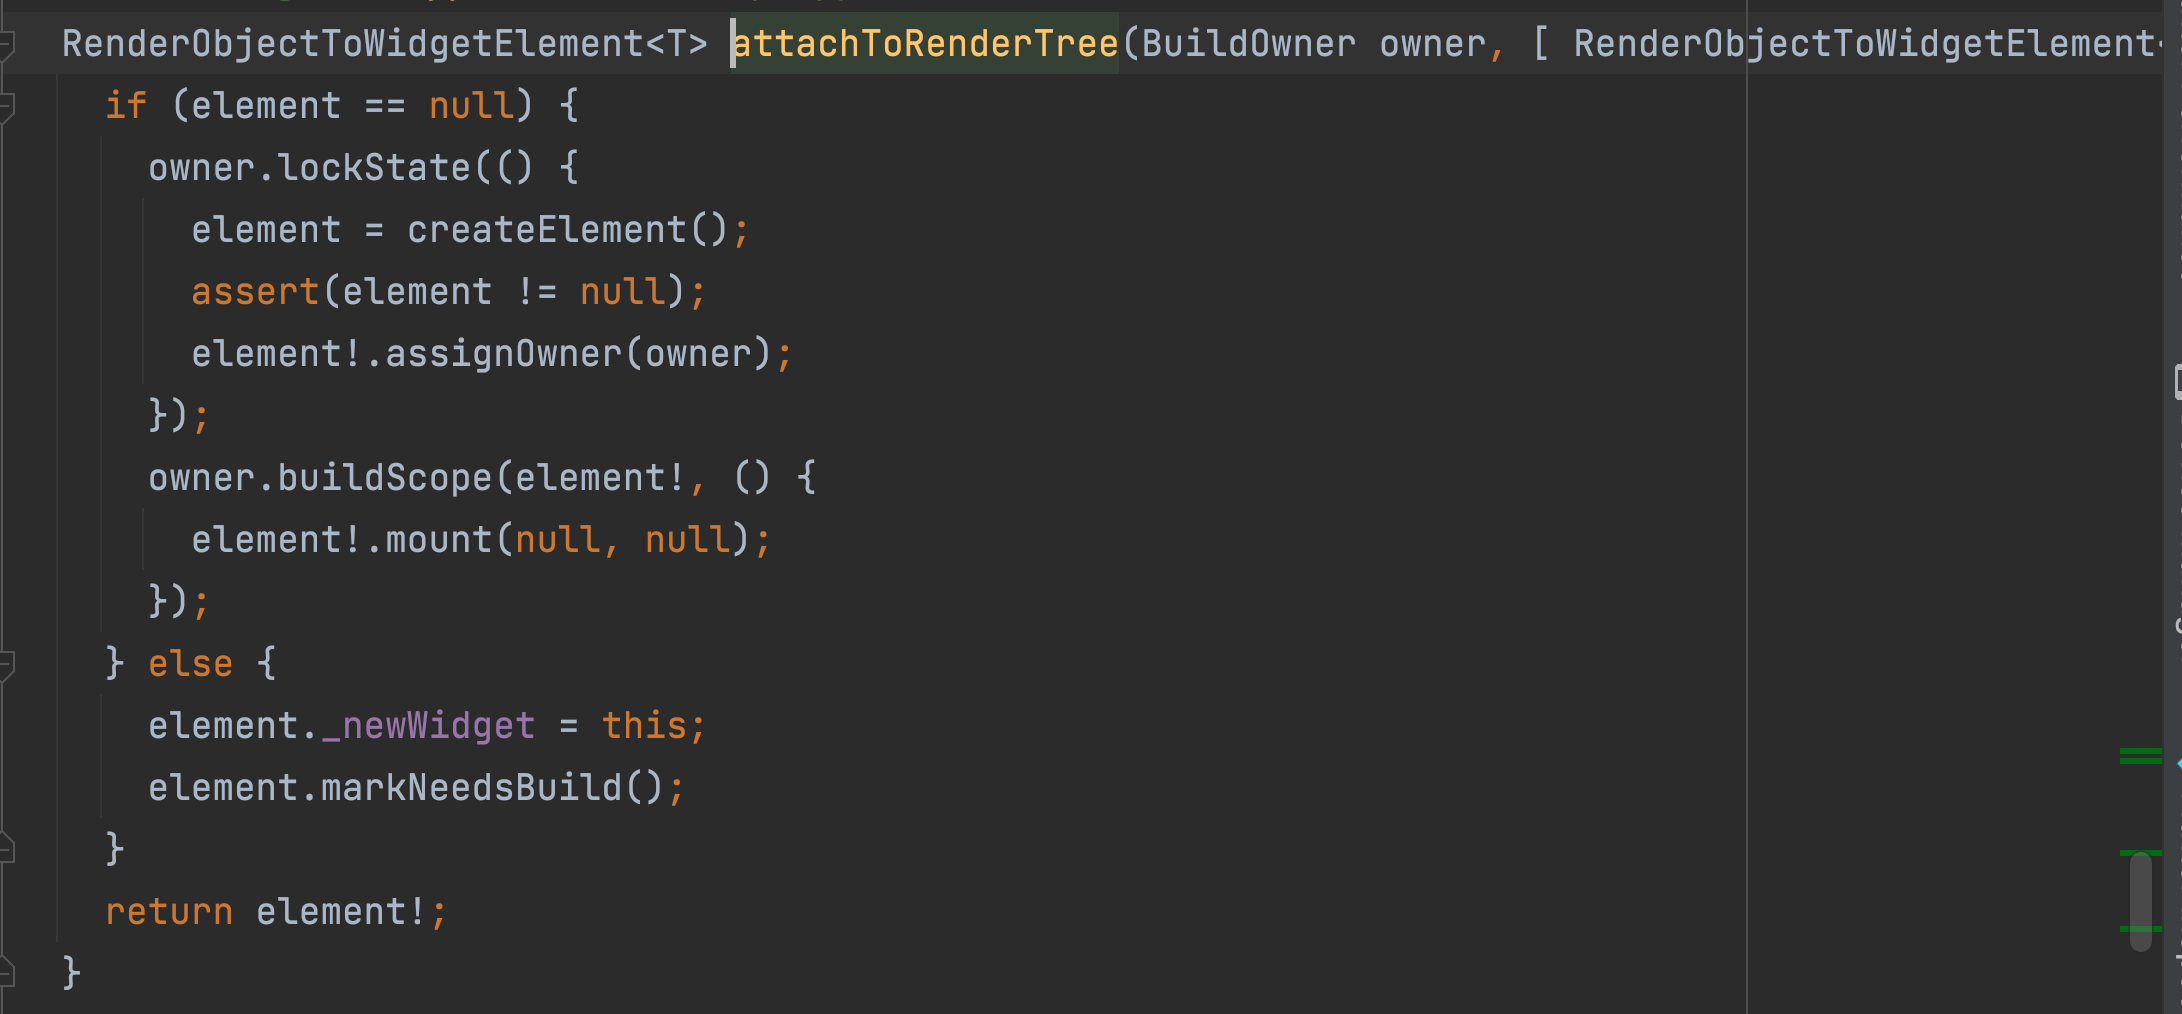 RenderObjectToWidgetElement<T> attachToRenderTree(BuildOwner owner, [ RenderObjectToWidgetElement
if (element == null) {
owner.lockState(() {
element = createElement();
assert(element != null);
element!.assignOwner(owner);
});
owner.buildScope(element!, () {
element!.mount(null, null);
});
} else {
element._newWidget = this;
element.markNeedsBuild();
}
return element!;
}